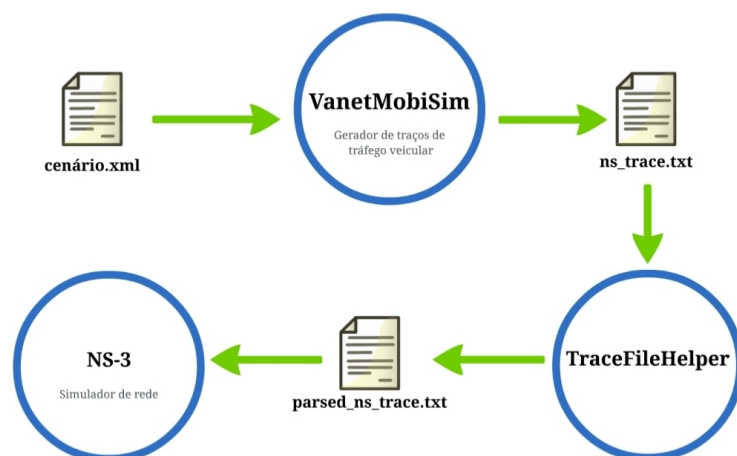 VanetMobiSim
Gerador de traços de
tráfego veicular
cenário.xml
ns_trace.txt
TraceFileHelper
parsed_ns_trace.txt
NS-3
Simulador de rede